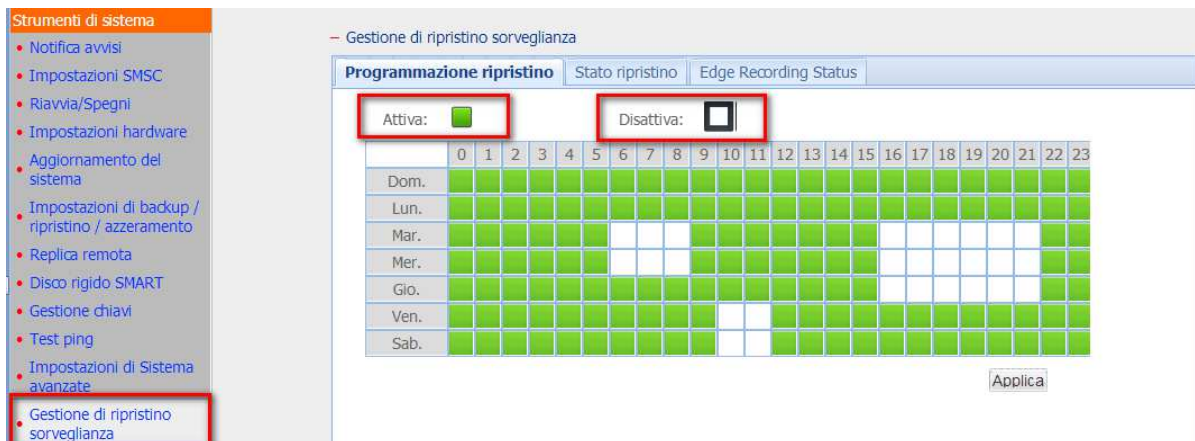 Strumenti di sistema
Notifica avvisi
Impostazioni SMSC
Riavvia/Spegni
Impostazioni hardware
Aggiornamento del
sistema
Impostazioni di backup /
ripristino / azzeramento
Replica remota
Disco rigido SMART
Gestione chiavi
Test ping
Impostazioni di Sistema
avanzate
Gestione di ripristino
sorveglianza
– Gestione di ripristino sorveglianza
Programmazione ripristino Stato ripristino Edge Recording Status
Attiva: Disattiva:
0 1 2 3 4 5 6 7 8 9 10 11 12 13 14 15 16 17 18 19 20 21 22 23
Dom.
Lun.
Mar.
Mer.
Gio.
Ven.
Sab.
Applica